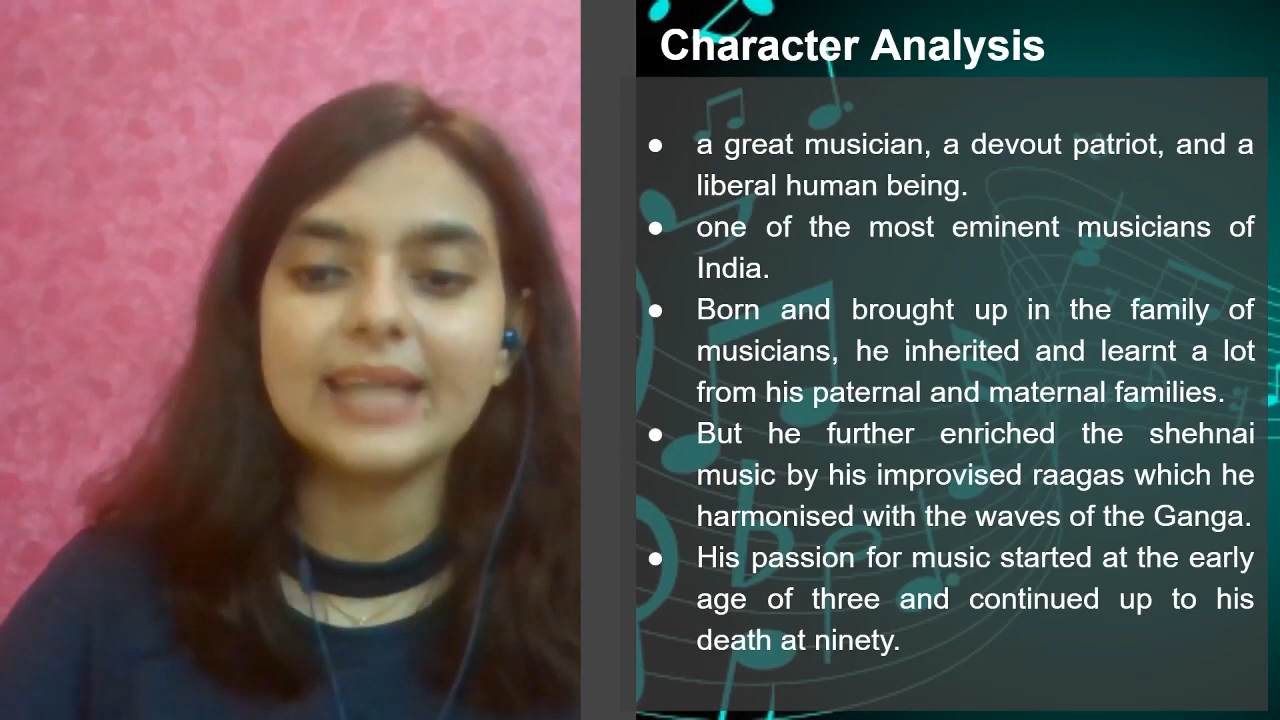 Character Analysis
● a great musician, a devout patriot, and a
liberal human being.
● one of the most eminent musicians of
India.
● Born and brought up in the family of
musicians, he inherited and learnt a lot
from his paternal and maternal families.
● But he further enriched the shehnai
music by his improvised raagas which he
harmonised with the waves of the Ganga.
● His passion for music started at the early
age of three and continued up to his
death at ninety.